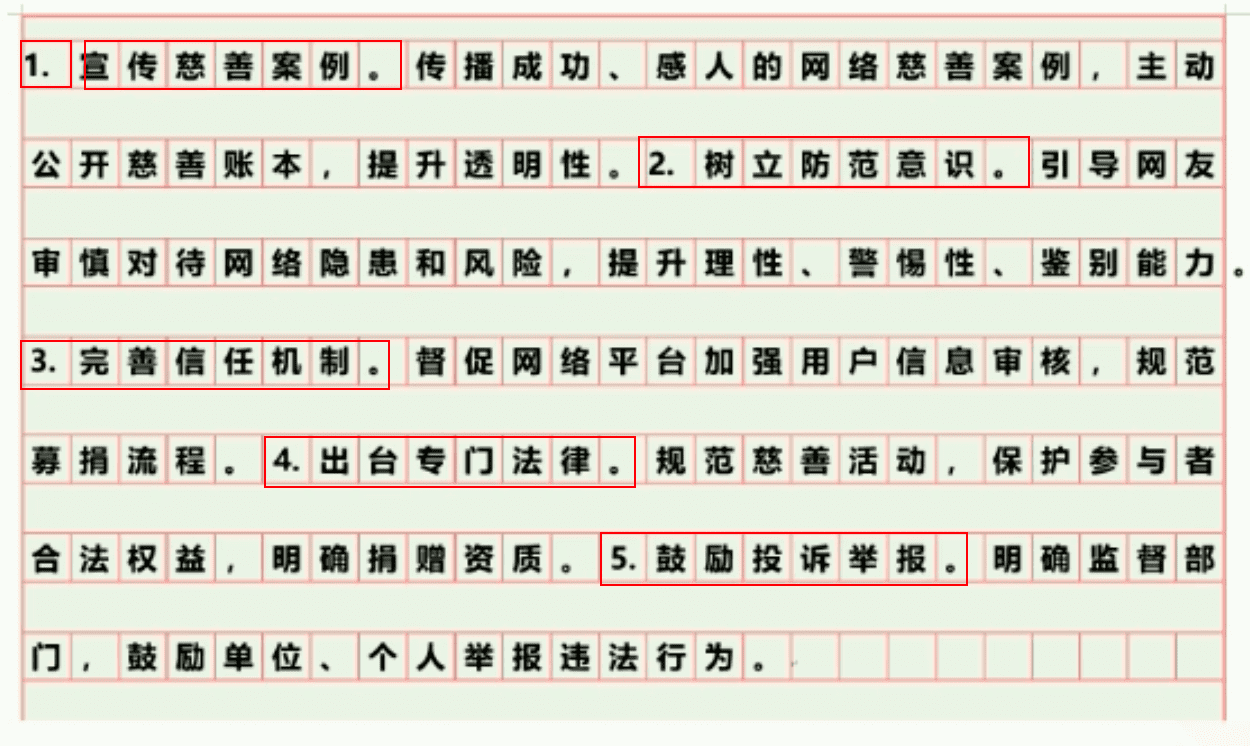 1. 宣传慈善案例。传播成功、感人的网络慈善案例，主动
公开慈善账本，提升透明性。2. 树立防范意识。引导网友
审慎对待网络隐患和风险，提升理性、警惕性、鉴别能力。
3. 完善信任机制。督促网络平台加强用户信息审核，规范
募捐流程。4. 出台专门法律。规范慈善活动，保护参与者
合法权益，明确捐赠资质。5. 鼓励投诉举报。明确监督部
门，鼓励单位、个人举报违法行为。